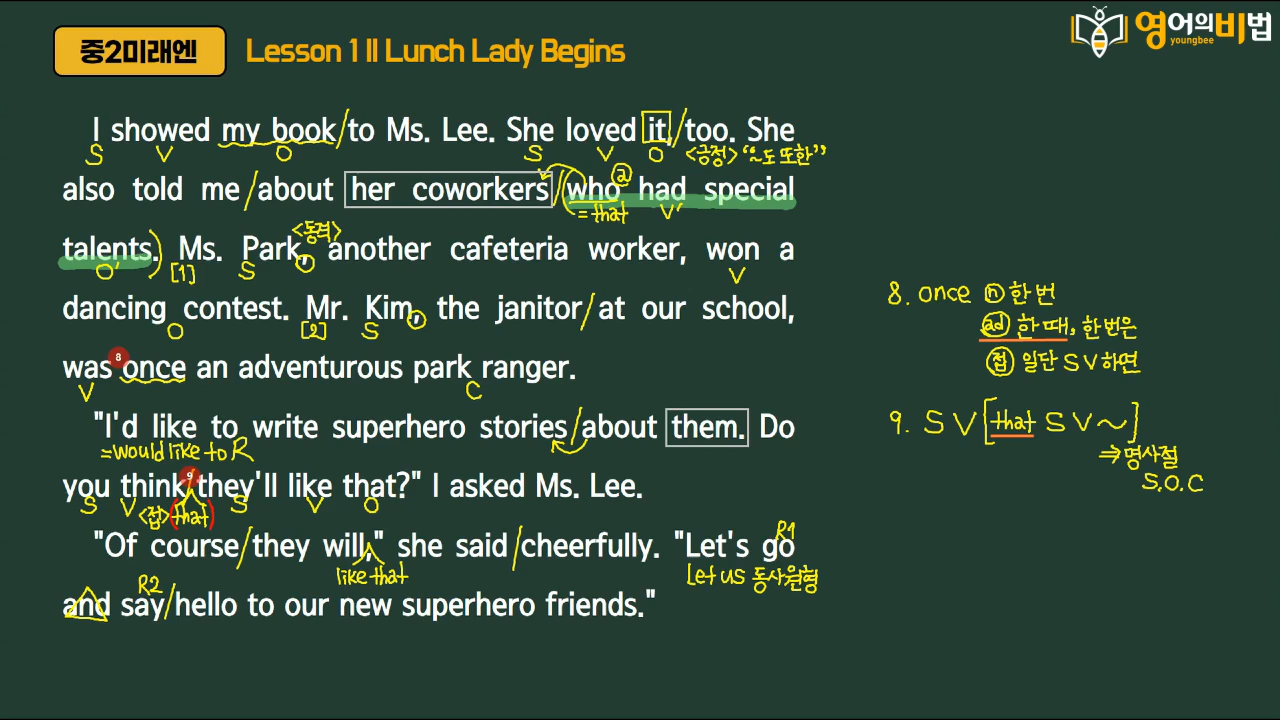 중2미래엔 Lesson 1 II Lunch Lady Begins
영어의비법
youngbee
I showed my book/to Ms. Lee. She loved it,/too. She
S V O S V O <긍정> "~도 또한"
also told me/about her coworkers/(who had special
ⓐ
=that V'
<동격>
talents.) Ms. Park, another cafeteria worker, won a
O' [1] S V
dancing contest. Mr. Kim, the janitor/at our school,
O [2] S
was 8 once an adventurous park ranger.
V C
"I'd like to write superhero stories/about them. Do
=would like to R
you think 9 they'll like that?" I asked Ms. Lee.
S V <접>(that) S V O
"Of course/they will," she said/cheerfully. "Let's go
R1
like that Let us 동사원형
R2
and say/hello to our new superhero friends."
8. once ⓝ 한 번
ad 한 때, 한번은
접 일단 S V 하면
9. S V [that S V ~]
⇒ 명사절
S.O.C